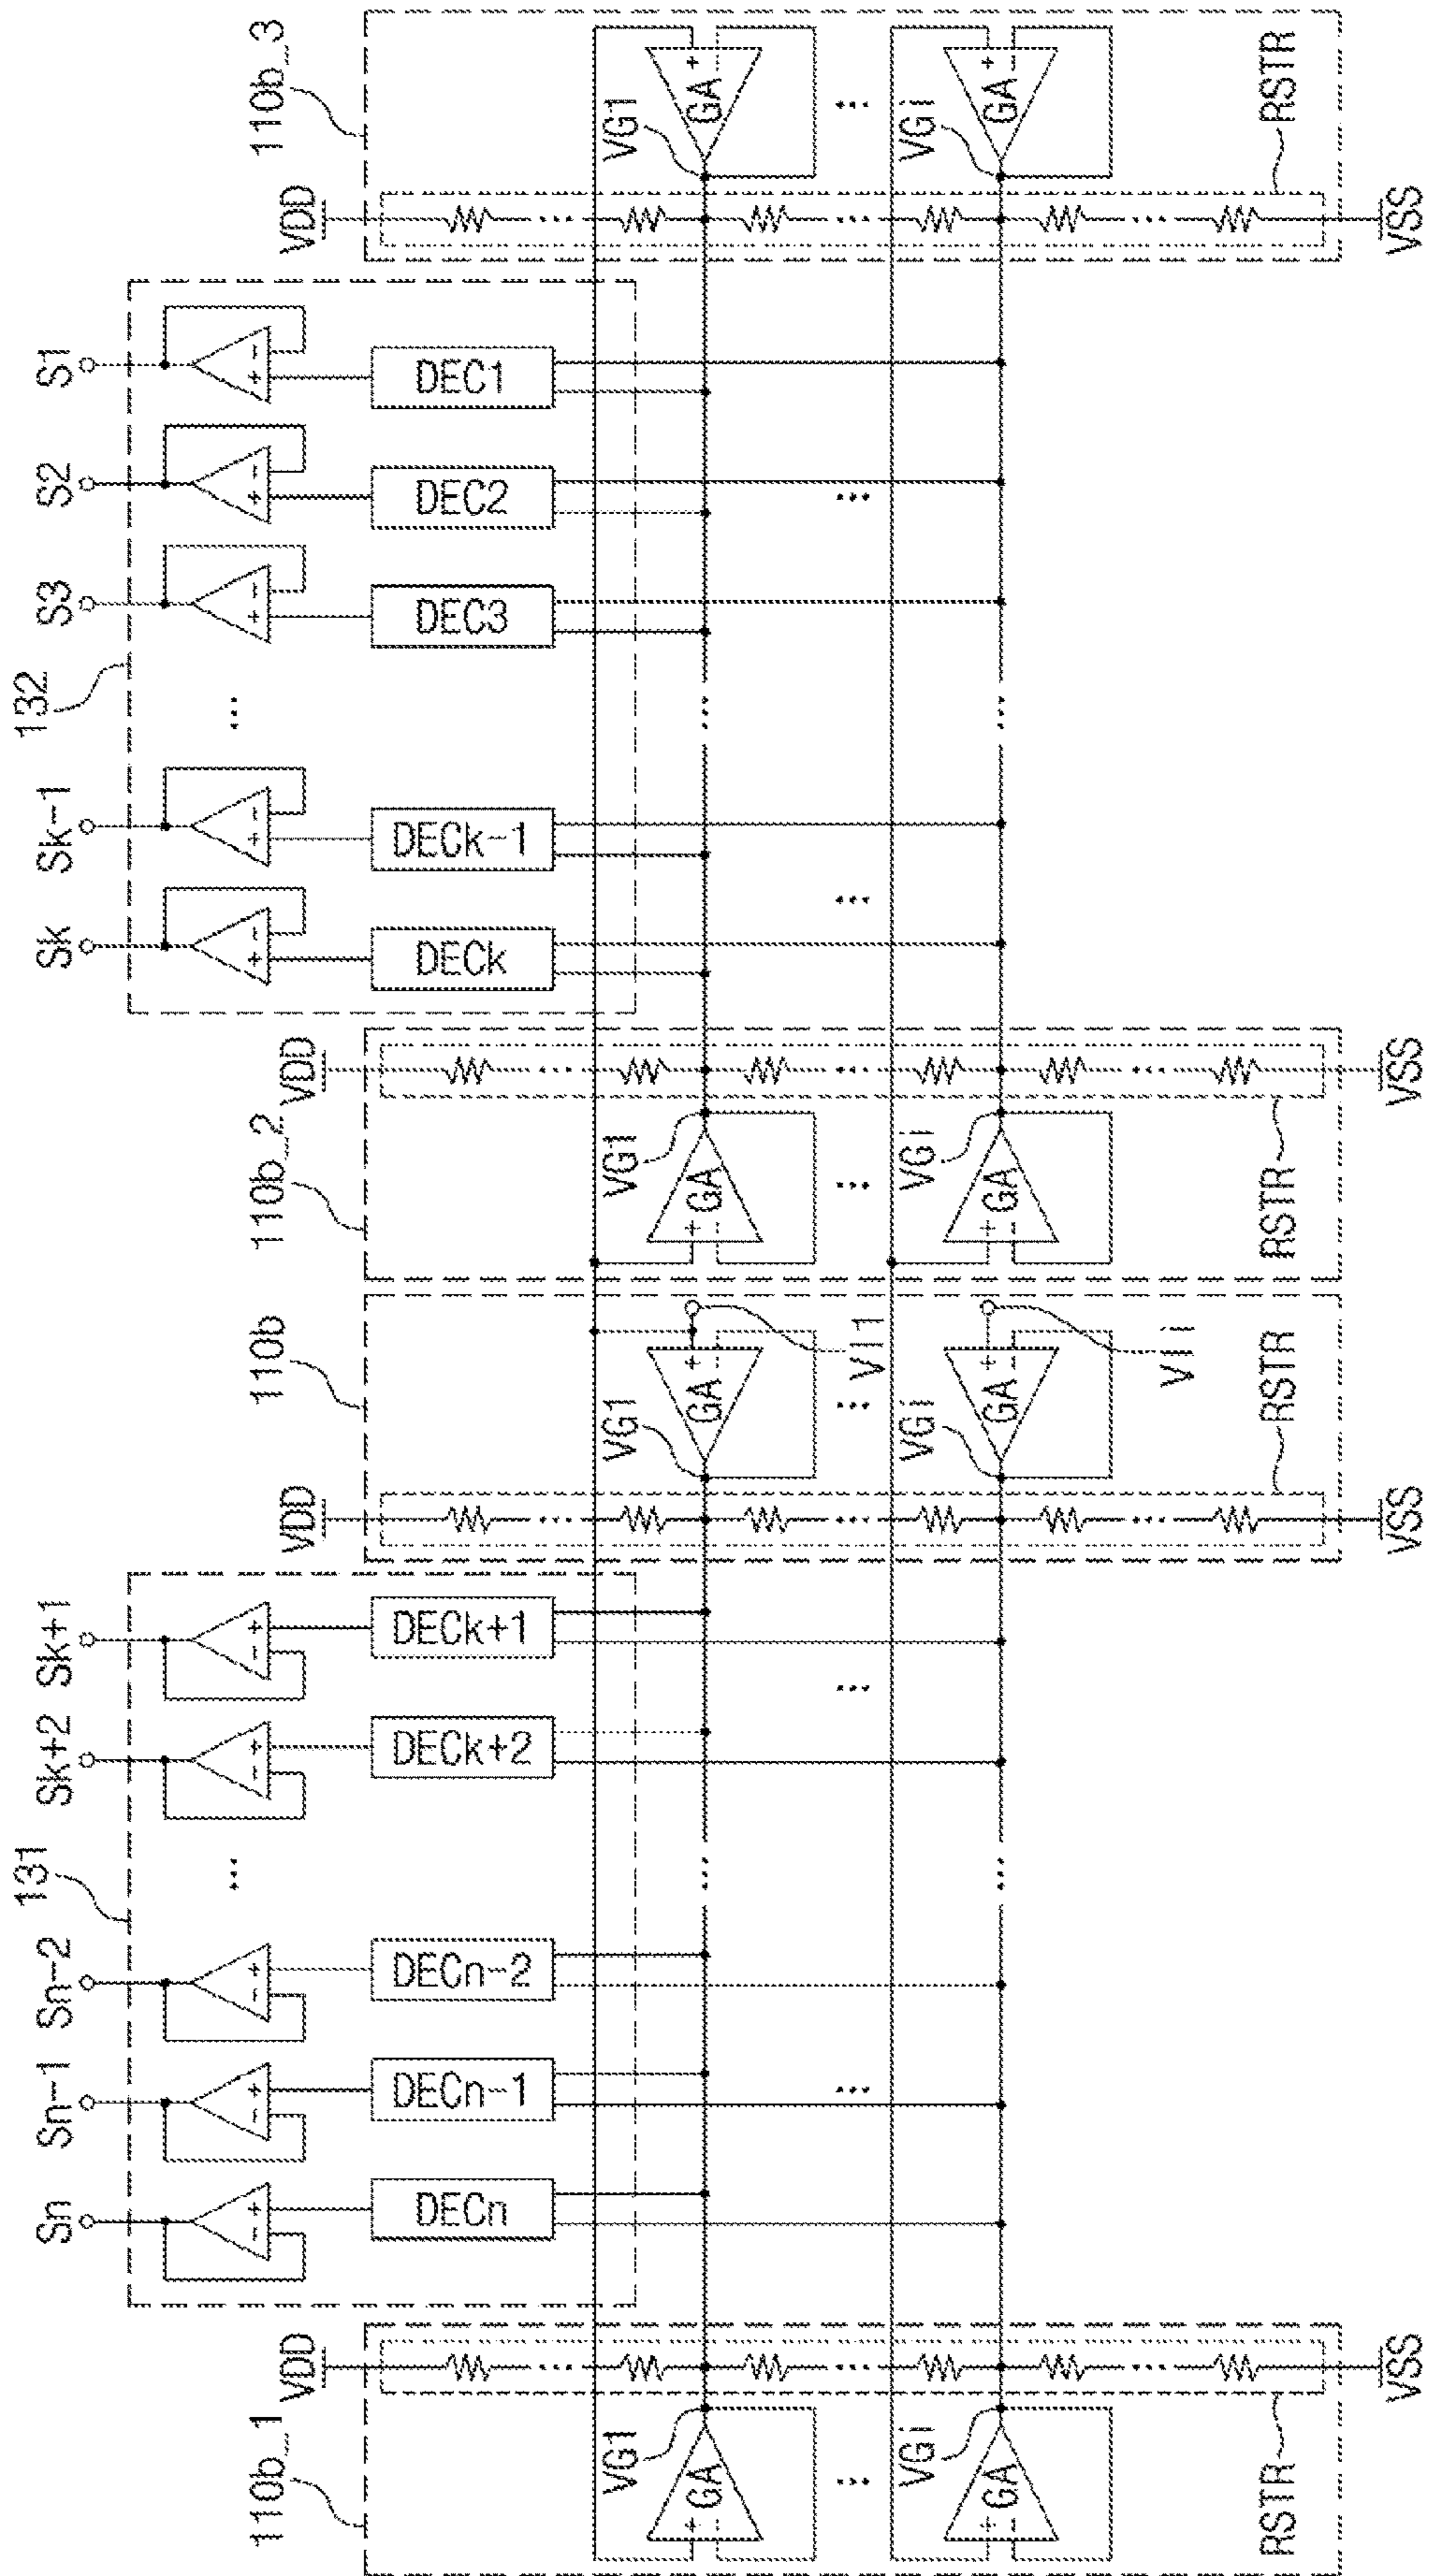 Sn
Sn-1
Sn-2
131
Sk+2
Sk+1
Sk
Sk-1
132
S3
S2
S1
+ -
+ -
+ -
+ -
+ -
+ -
+ -
+ -
+ -
+ -
110b_1
VDD
DECn
DECn-1
DECn-2
DECk+2
DECk+1
VDD
110b
110b_2
VDD
DECk
DECk-1
DEC3
DEC2
DEC1
VDD
110b_3
...
VG1
VG1
VG1
VG1
+ GA
GA +
+ GA
GA +
VI1
VGi
VGi
VGi
VGi
+ GA
GA +
+ GA
GA +
VIi
RSTR
RSTR
RSTR
RSTR
VSS
VSS
VSS
VSS